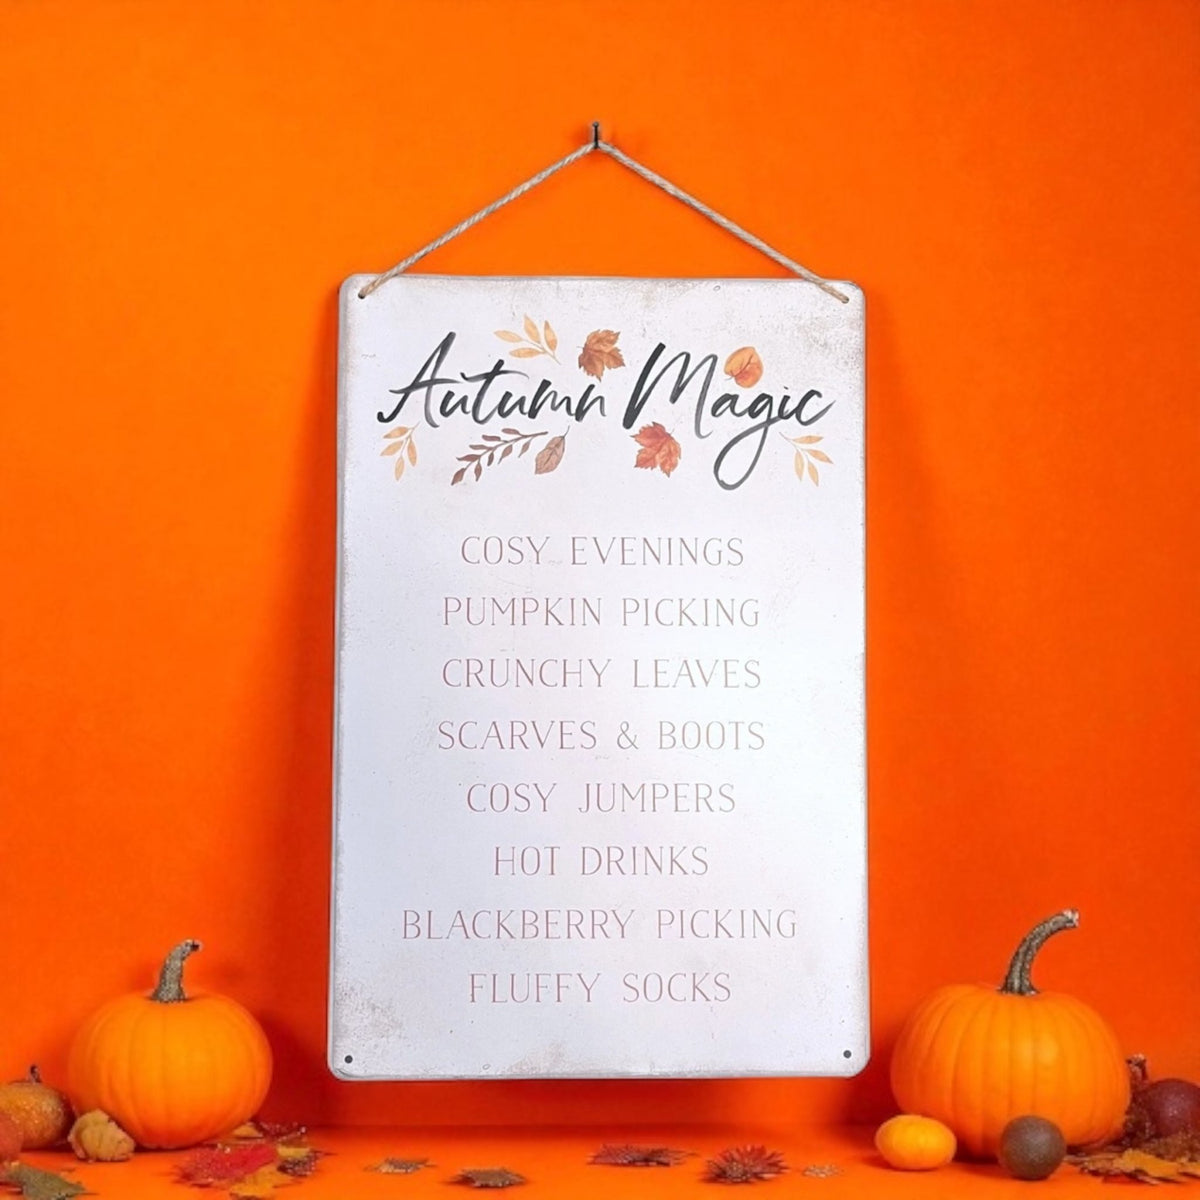 Autumn Magic
COSY EVENINGS
PUMPKIN PICKING
CRUNCHY LEAVES
SCARVES & BOOTS
COSY JUMPERS
HOT DRINKS
BLACKBERRY PICKING
FLUFFY SOCKS